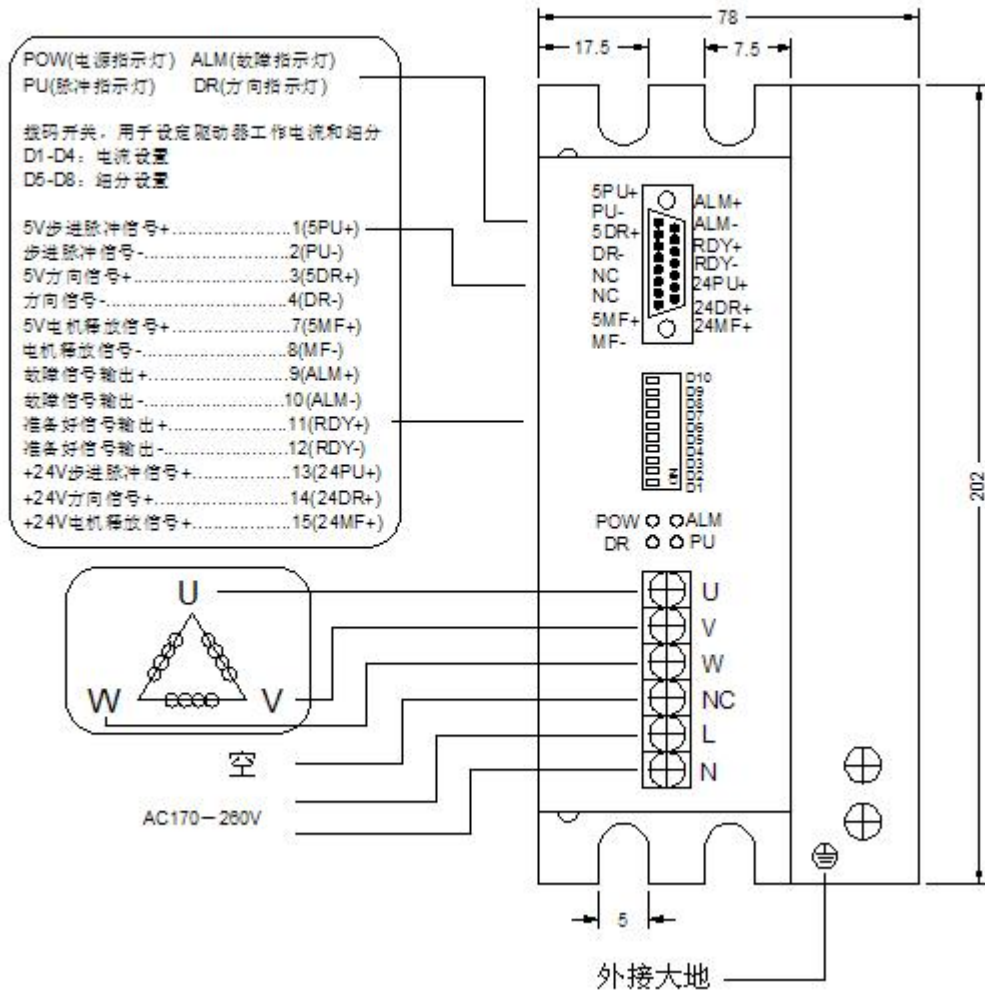 POW(电源指示灯) ALM(故障指示灯)
PU(脉冲指示灯) DR(方向指示灯)
拨码开关，用于设定驱动器工作电流和细分
D1-D4：电流设置
D5-D8：细分设置
5V步进脉冲信号+....................1(5PU+)
步进脉冲信号-.........................2(PU-)
5V方向信号+...........................3(5DR+)
方向信号-................................4(DR-)
5V电机释放信号+....................7(5MF+)
电机释放信号-.........................8(MF-)
故障信号输出+.......................9(ALM+)
故障信号输出-.......................10(ALM-)
准备好信号输出+..................11(RDY+)
准备好信号输出-...................12(RDY-)
+24V步进脉冲信号+............13(24PU+)
+24V方向信号+...................14(24DR+)
+24V电机释放信号+............15(24MF+)
78
17.5
7.5
5PU+
PU-
5DR+
DR-
NC
NC
5MF+
MF-
ALM+
ALM-
RDY+
RDY-
24PU+
24DR+
24MF+
D10
D9
D8
D7
D6
D5
D4
D3
D2
D1
ON
202
POW ALM
DR PU
U
V
W
NC
L
N
U
W V
空
AC170－260V
5
外接大地